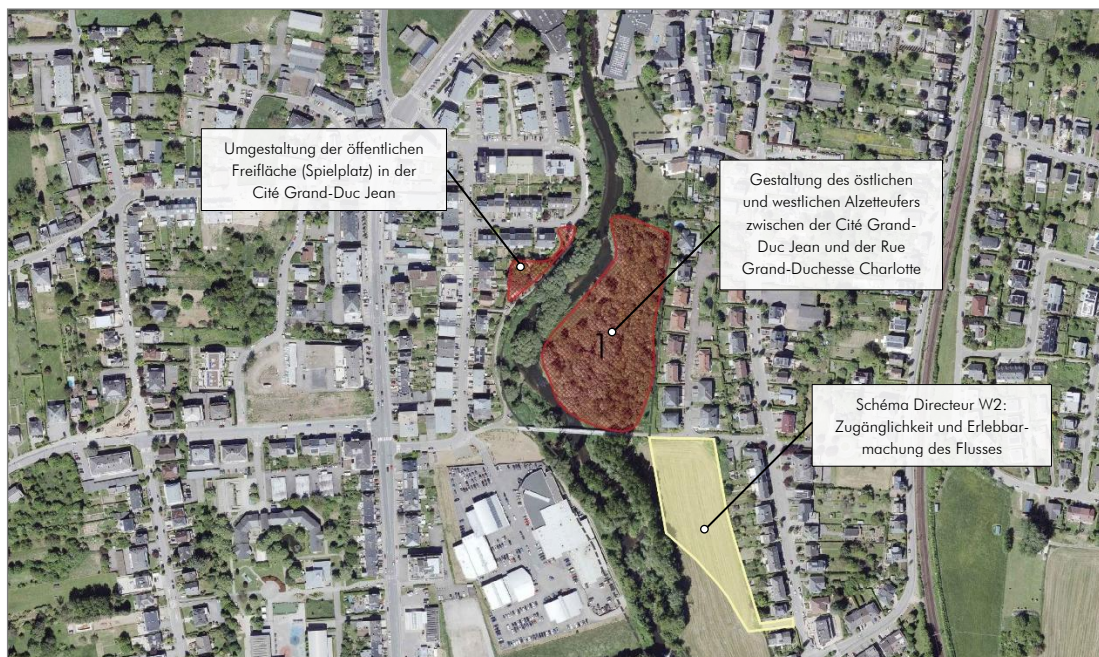 Umgestaltung der öffentlichen
Freifläche (Spielplatz) in der
Cité Grand-Duc Jean
Gestaltung des östlichen
und westlichen Alzetteufers
zwischen der Cité Grand-
Duc Jean und der Rue
Grand-Duchesse Charlotte
1
Schéma Directeur W2:
Zugänglichkeit und Erlebbar-
machung des Flusses